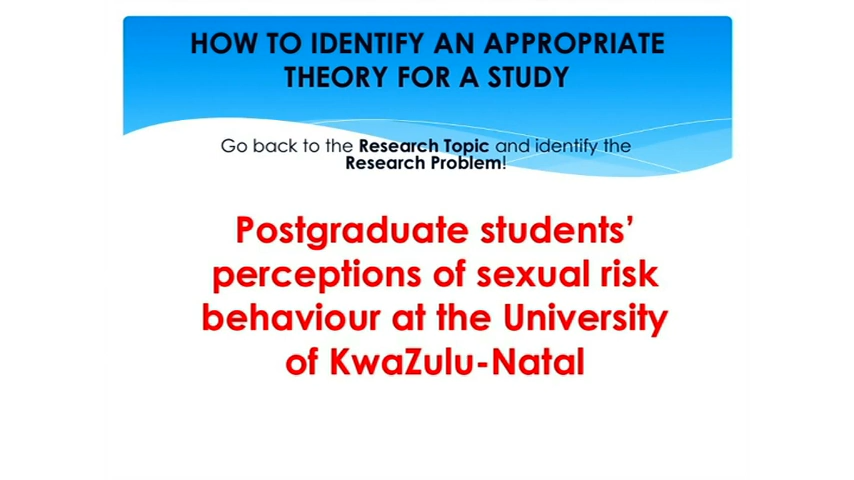 HOW TO IDENTIFY AN APPROPRIATE
THEORY FOR A STUDY
Go back to the Research Topic and identify the
Research Problem!
Postgraduate students’
perceptions of sexual risk
behaviour at the University
of KwaZulu-Natal